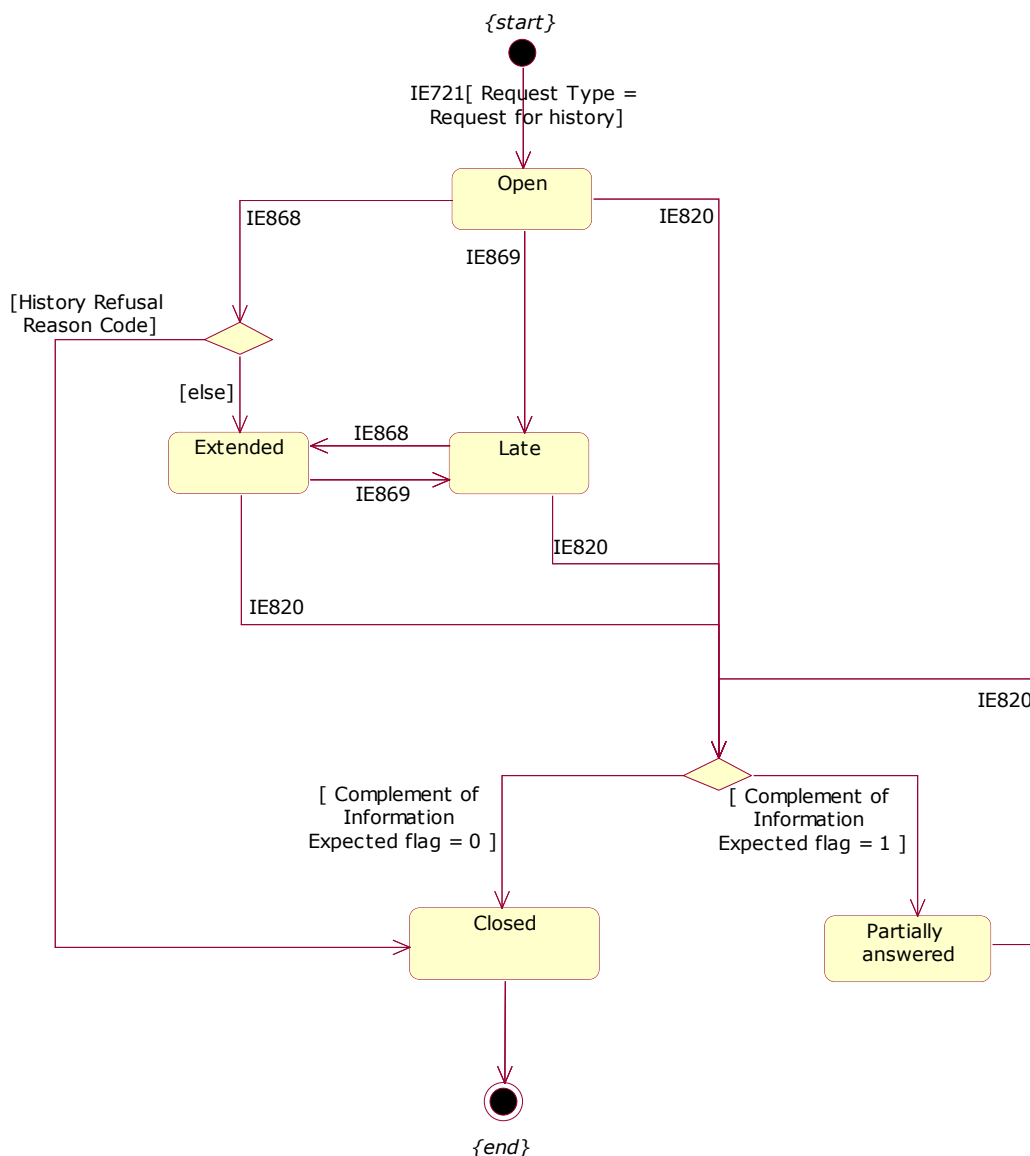 {start}
IE721[ Request Type =
Request for history]
Open
IE868
IE820
IE869
[History Refusal
Reason Code]
[else]
Extended
IE868
Late
IE869
IE820
IE820
IE820
[ Complement of
Information
Expected flag = 0 ]
[ Complement of
Information
Expected flag = 1 ]
Closed
Partially
answered
{end}